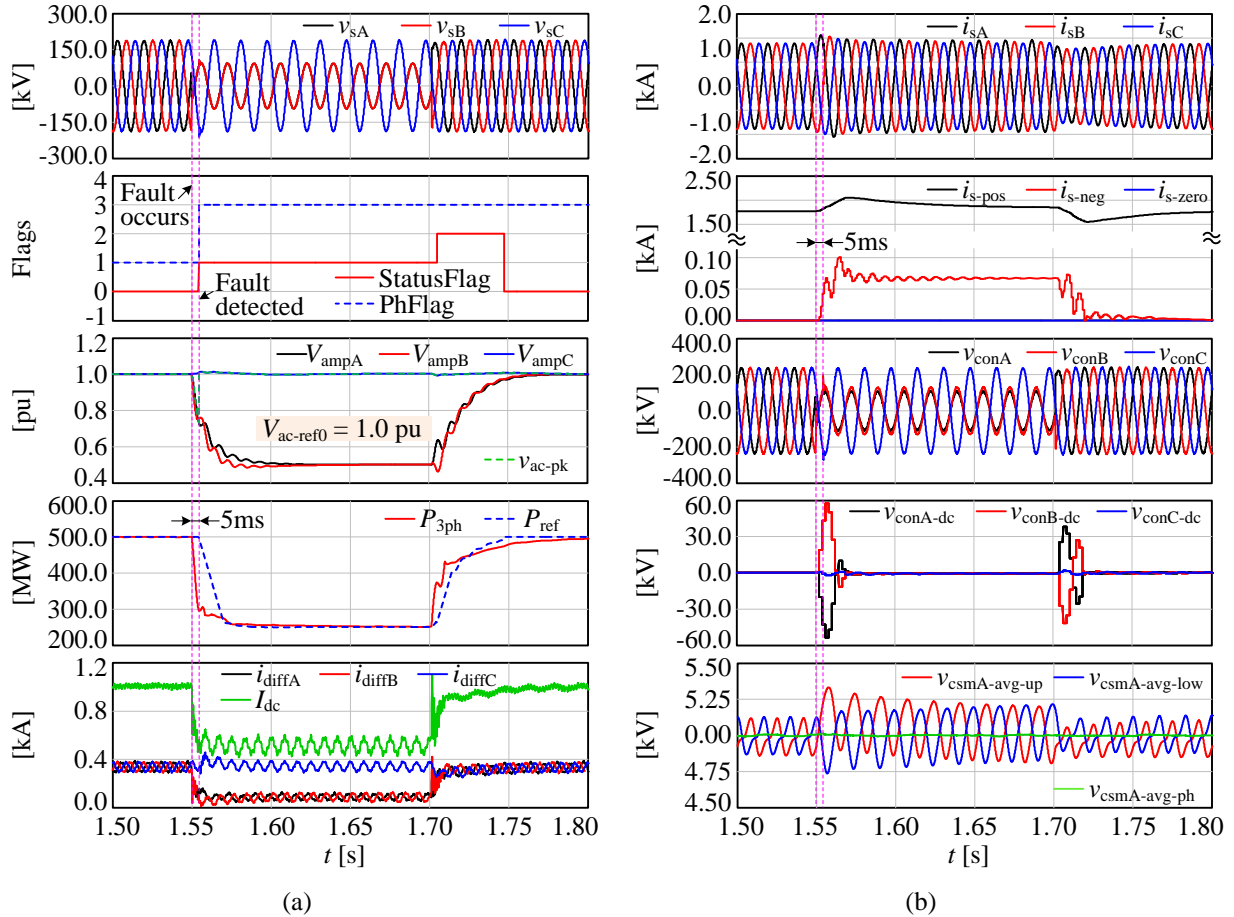 300.0
150.0
0.0
-150.0
-300.0
[kV]
vsA vsB vsC
4
3
2
1
0
-1
Flags
Fault
occurs
Fault
detected
StatusFlag
PhFlag
1.2
1.0
0.8
0.6
0.4
[pu]
VampA VampB VampC
Vac-ref0 = 1.0 pu
vac-pk
600.0
500.0
400.0
300.0
200.0
[MW]
5ms
P3ph Pref
1.2
0.8
0.4
0.0
[kA]
idiffA idiffB idiffC
Idc
1.50 1.55 1.60 1.65 1.70 1.75 1.80
t [s]
(a)
2.0
1.0
0.0
-1.0
-2.0
[kA]
isA isB isC
2.50
1.50
0.10
0.05
0.00
[kA]
is-pos is-neg is-zero
≈ ≈
5ms
400.0
200.0
0.0
-200.0
-400.0
[kV]
vconA vconB vconC
60.0
30.0
0.0
-30.0
-60.0
[kV]
vconA-dc vconB-dc vconC-dc
5.50
5.25
0.00
4.75
4.50
[kV]
vcsmA-avg-up vcsmA-avg-low
vcsmA-avg-ph
1.50 1.55 1.60 1.65 1.70 1.75 1.80
t [s]
(b)